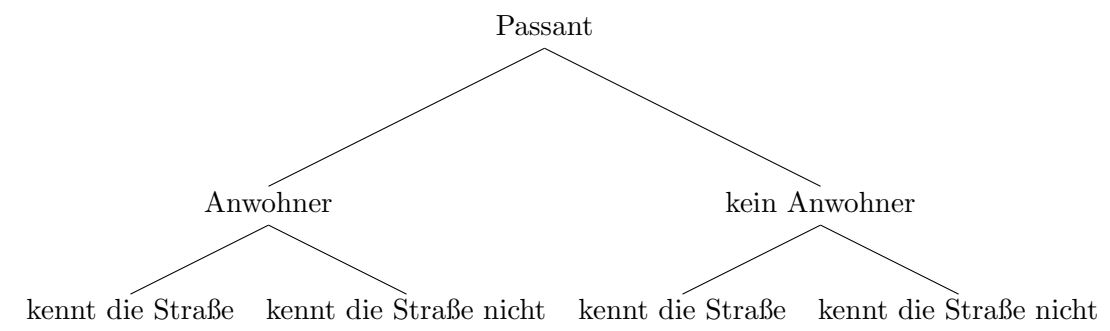 Passant
Anwohner kein Anwohner
kennt die Straße kennt die Straße nicht kennt die Straße kennt die Straße nicht